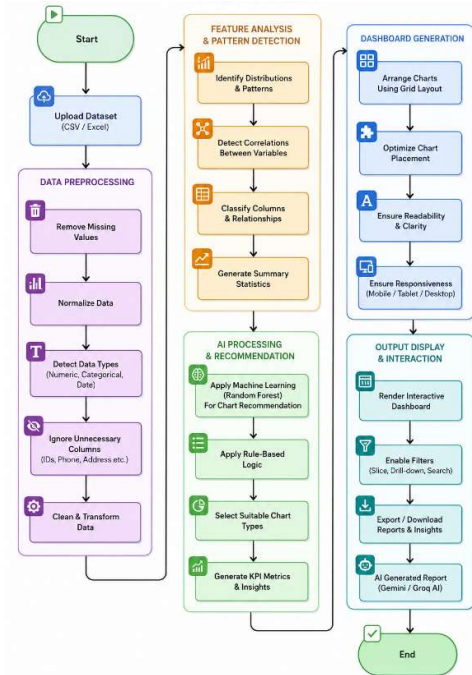 Start
Upload Dataset
(CSV / Excel)
DATA PREPROCESSING
Remove Missing
Values
Normalize Data
Detect Data Types
(Numeric, Categorical,
Date)
Ignore Unnecessary
Columns
(IDs, Phone, Address etc.)
Clean & Transform
Data
FEATURE ANALYSIS
& PATTERN DETECTION
Identify Distributions
& Patterns
Detect Correlations
Between Variables
Classify Columns
& Relationships
Generate Summary
Statistics
AI PROCESSING
& RECOMMENDATION
Apply Machine Learning
(Random Forest)
For Chart Recommendation
Apply Rule-Based
Logic
Select Suitable Chart
Types
Generate KPI Metrics
& Insights
DASHBOARD GENERATION
Arrange Charts
Using Grid Layout
Optimize Chart
Placement
Ensure Readability
& Clarity
Ensure Responsiveness
(Mobile / Tablet / Desktop)
OUTPUT DISPLAY
& INTERACTION
Render Interactive
Dashboard
Enable Filters
(Slice, Drill-down, Search)
Export / Download
Reports & Insights
AI Generated Report
(Gemini / Groq AI)
End